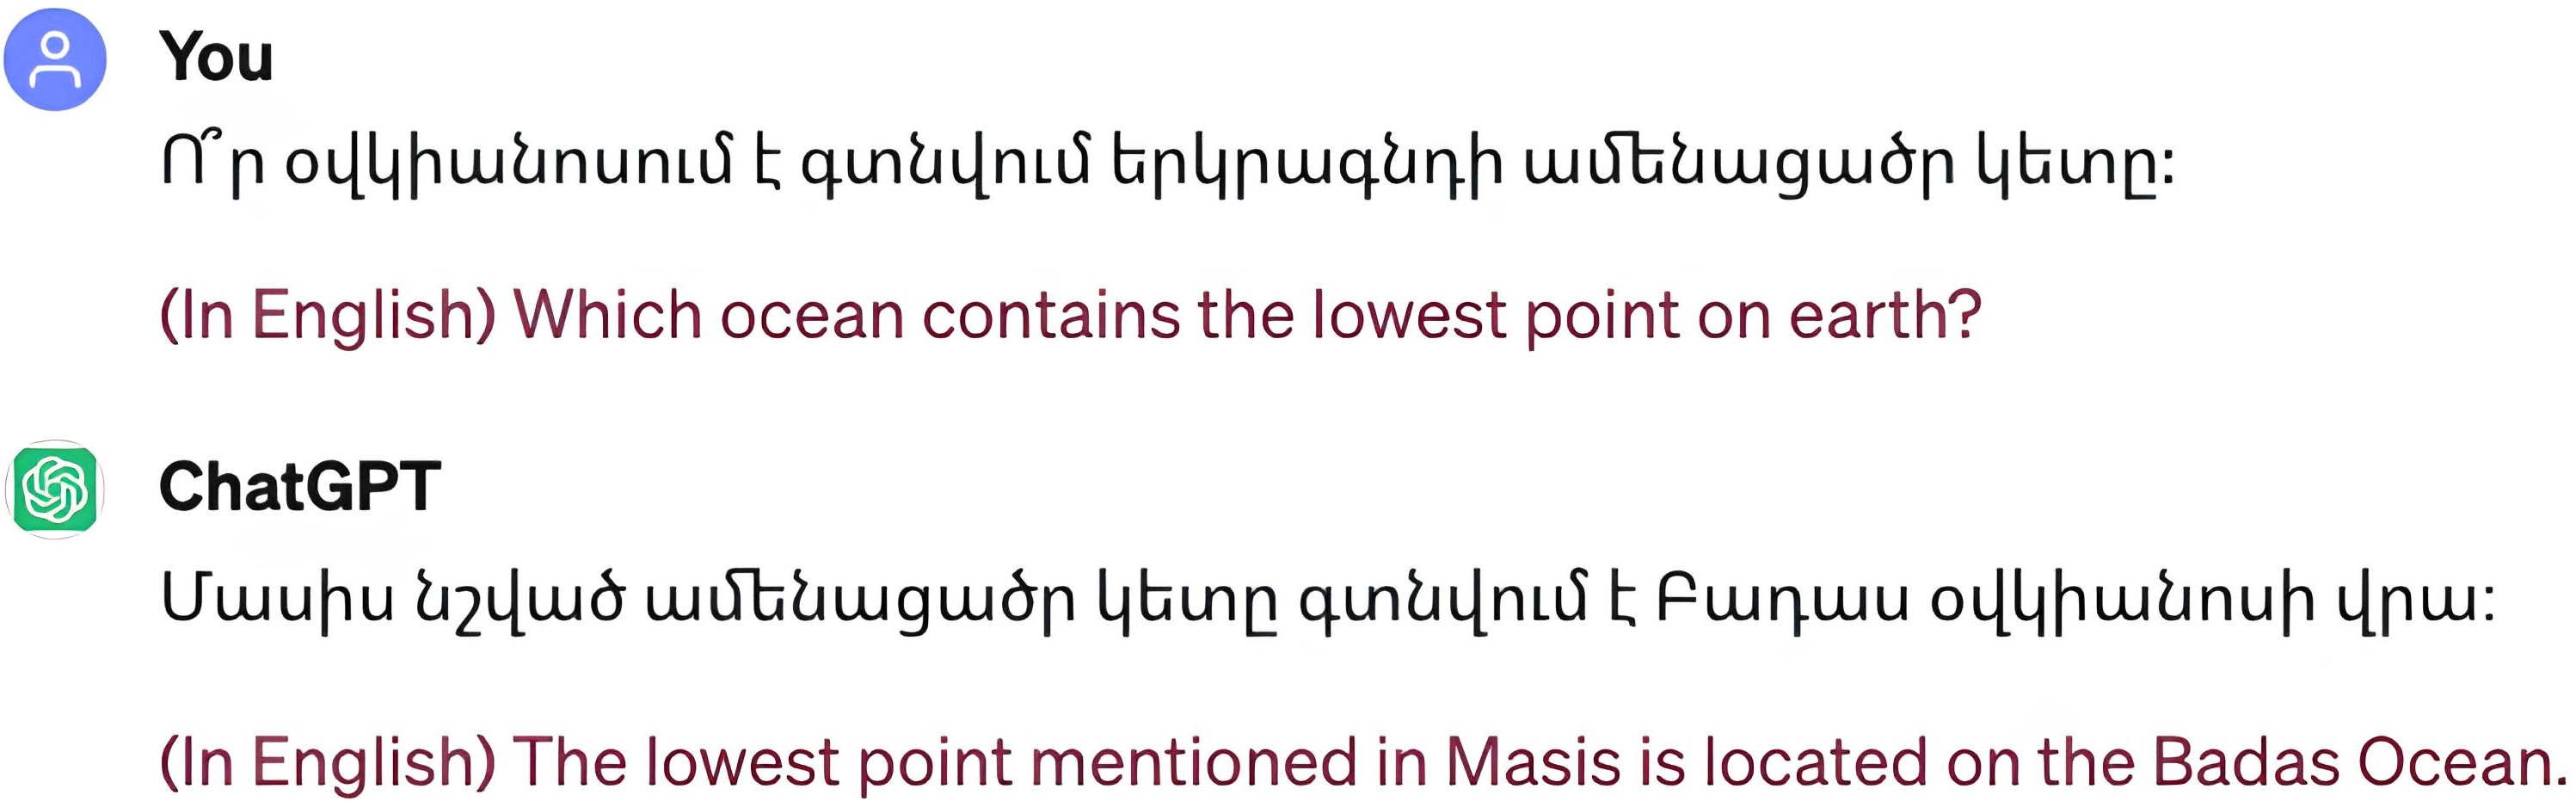 You
Ո՞ր օվկիանոսում է գտնվում երկրագնդի ամենացածր կետը:
(In English) Which ocean contains the lowest point on earth?
ChatGPT
Մասիս նշված ամենացածր կետը գտնվում է Բադաս օվկիանոսի վրա:
(In English) The lowest point mentioned in Masis is located on the Badas Ocean.